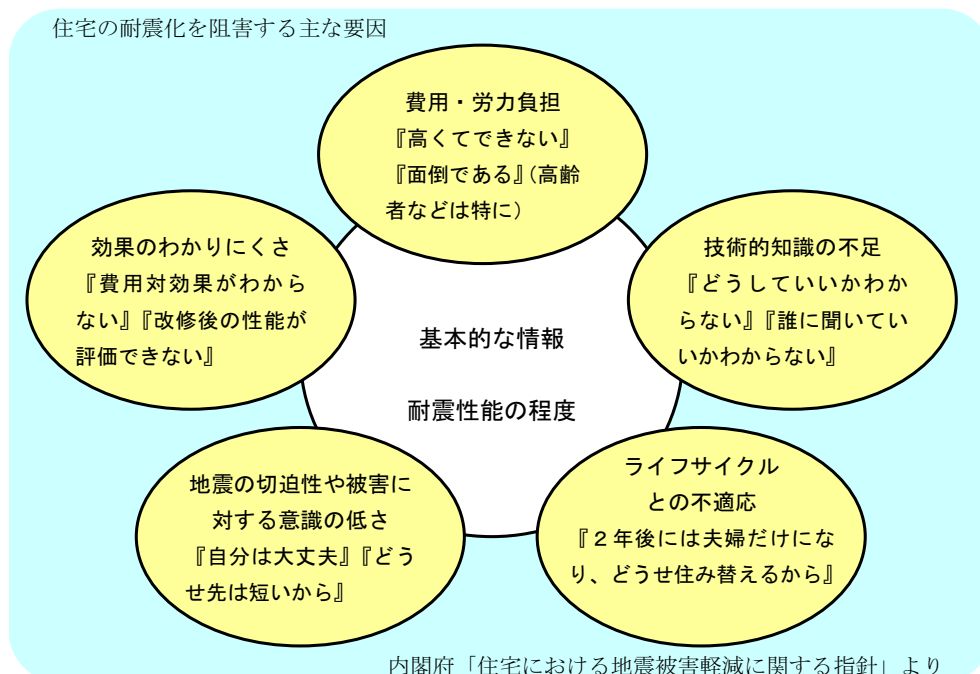 住宅の耐震化を阻害する主な要因
費用・労力負担
『高くてできない』
『面倒である』（高齢
者などは特に）
効果のわかりにくさ
『費用対効果がわから
ない』『改修後の性能が
評価できない』
技術的知識の不足
『どうしていいかわか
らない』『誰に聞いてい
いかわからない』
基本的な情報
耐震性能の程度
地震の切迫性や被害に
対する意識の低さ
『自分は大丈夫』『どう
せ先は短いから』
ライフサイクル
との不適応
『２年後には夫婦だけにな
り、どうせ住み替えるから』
内閣府「住宅における地震被害軽減に関する指針」より